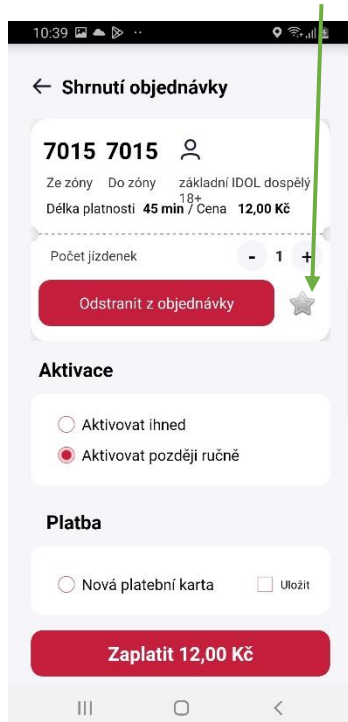 10:39
← Shrnutí objednávky
7015 7015
Ze zóny Do zóny základní IDOL dospělý
18+
Délka platnosti 45 min / Cena 12,00 Kč
Počet jízdenek - 1 +
Odstranit z objednávky
Aktivace
Aktivovat ihned
Aktivovat později ručně
Platba
Nová platební karta Uložit
Zaplatit 12,00 Kč